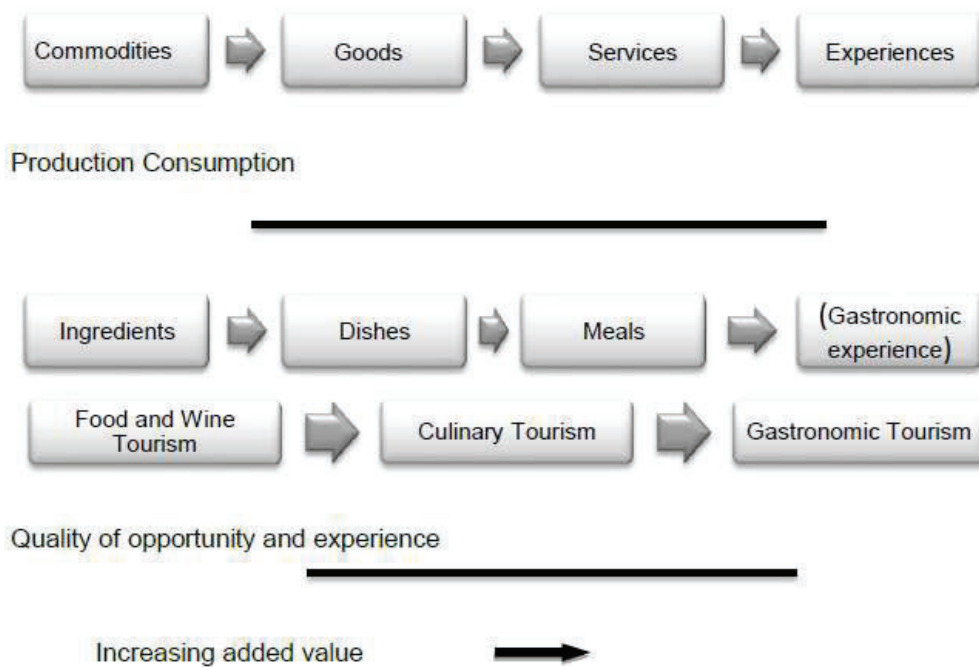 Commodities
Goods
Services
Experiences
Production Consumption
Ingredients
Dishes
Meals
(Gastronomic
experience)
Food and Wine
Tourism
Culinary Tourism
Gastronomic Tourism
Quality of opportunity and experience
Increasing added value